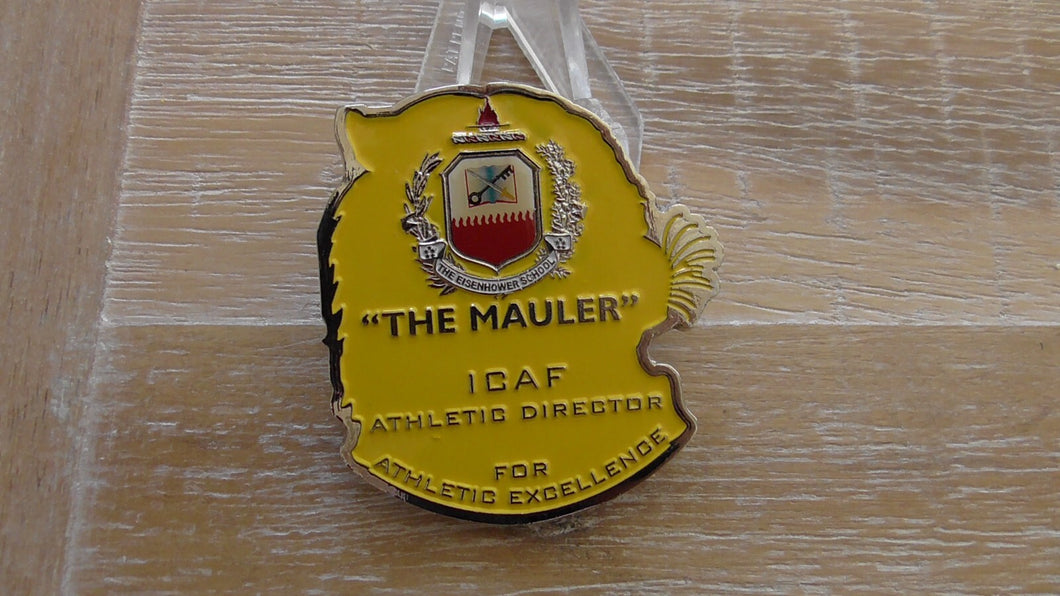 THE EISENHOWER SCHOOL
“THE MAULER”
ICAF
ATHLETIC DIRECTOR
FOR
ATHLETIC EXCELLENCE